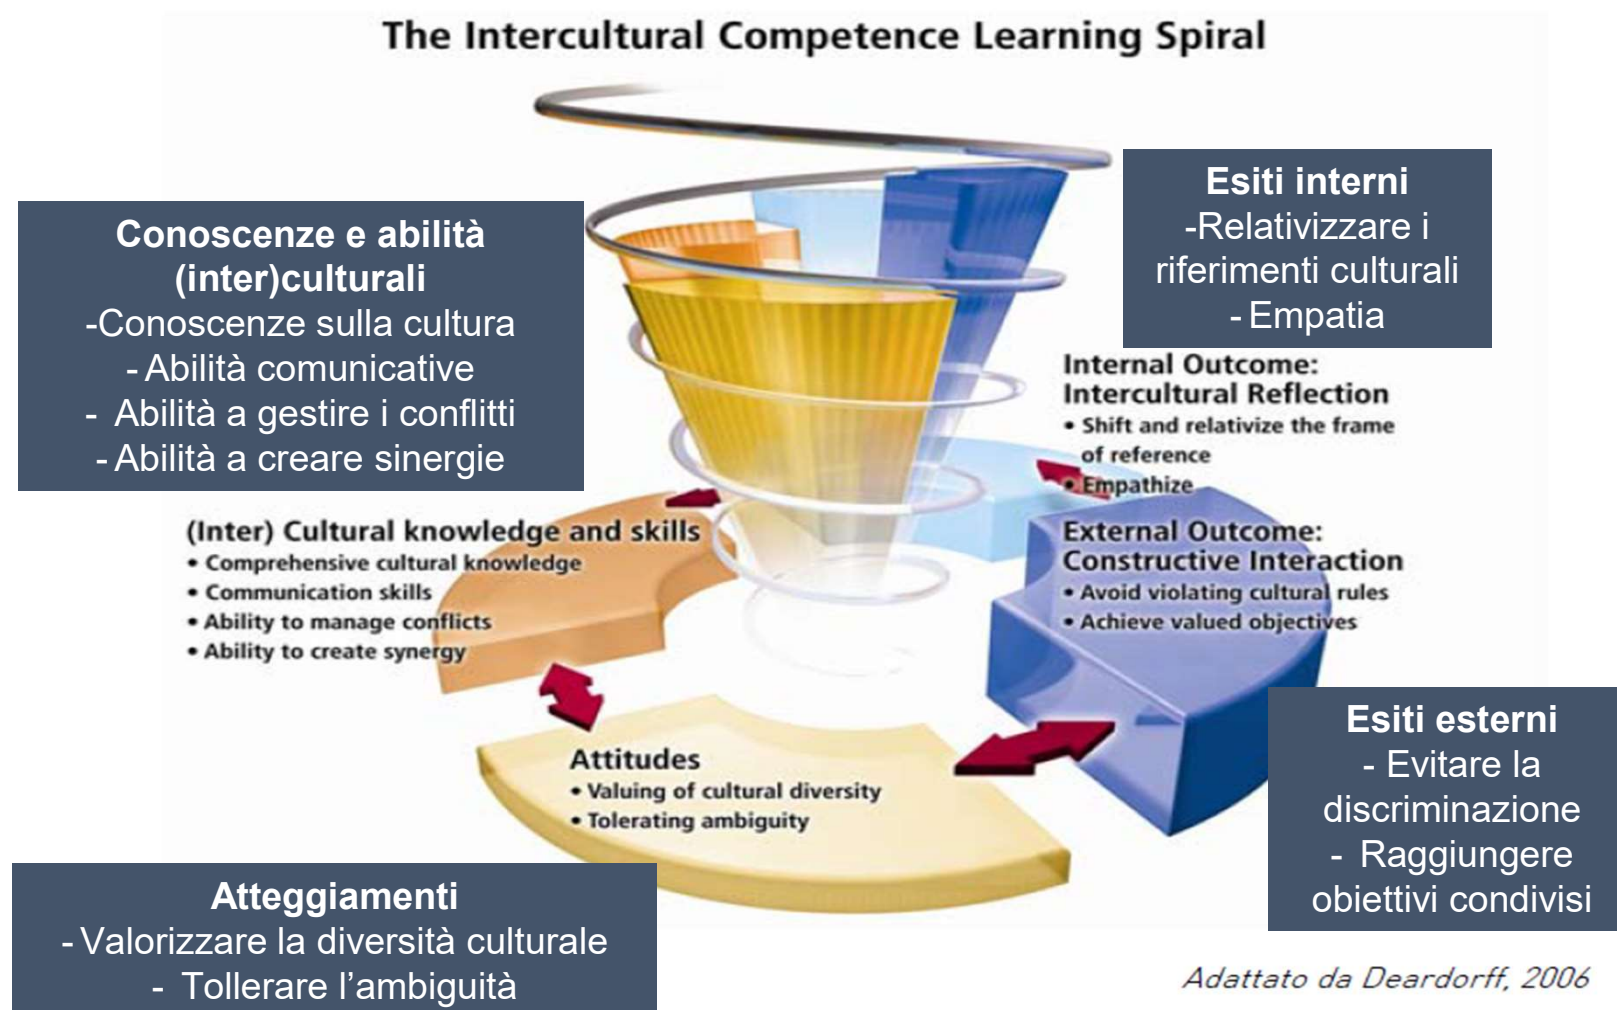 The Intercultural Competence Learning Spiral
Conoscenze e abilità
(inter)culturali
-Conoscenze sulla cultura
- Abilità comunicative
- Abilità a gestire i conflitti
- Abilità a creare sinergie
Esiti interni
-Relativizzare i
riferimenti culturali
- Empatia
Internal Outcome:
Intercultural Reflection
• Shift and relativize the frame
of reference
• Empathize
(Inter) Cultural knowledge and skills
• Comprehensive cultural knowledge
• Communication skills
• Ability to manage conflicts
• Ability to create synergy
External Outcome:
Constructive Interaction
• Avoid violating cultural rules
• Achieve valued objectives
Attitudes
• Valuing of cultural diversity
• Tolerating ambiguity
Esiti esterni
- Evitare la
discriminazione
- Raggiungere
obiettivi condivisi
Atteggiamenti
- Valorizzare la diversità culturale
- Tollerare l’ambiguità
Adattato da Deardorff, 2006